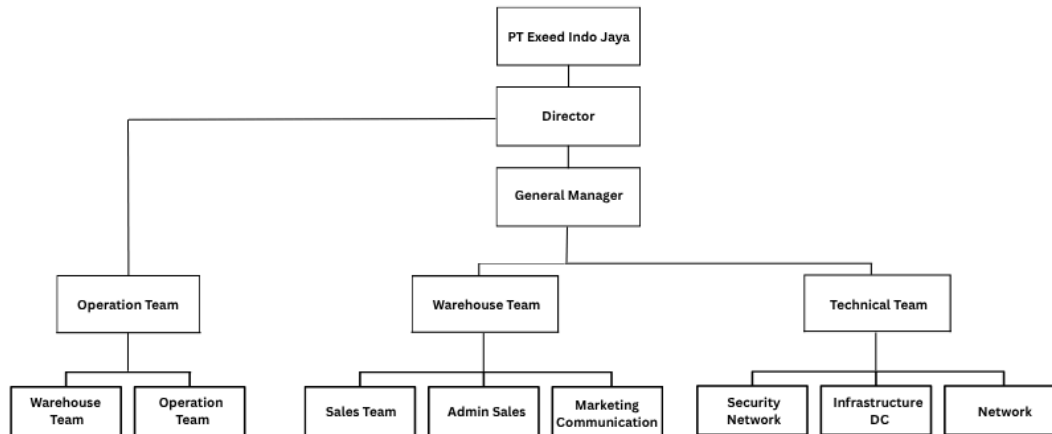 PT Exeed Indo Jaya
Director
General Manager
Operation Team
Warehouse Team
Technical Team
Warehouse
Team
Operation
Team
Sales Team
Admin Sales
Marketing
Communication
Security
Network
Infrastructure
DC
Network